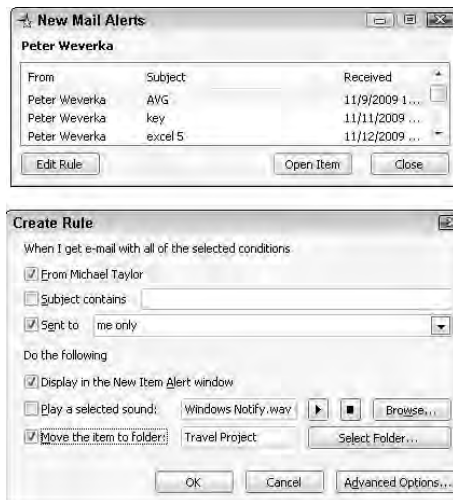 New Mail Alerts
Peter Weverka
From Subject Received
Peter Weverka AVG 11/9/2009 1...
Peter Weverka key 11/11/2009 ...
Peter Weverka excel 5 11/12/2009 ...
Edit Rule Open Item Close
Create Rule
When I get e-mail with all of the selected conditions
From Michael Taylor
Subject contains
Sent to me only
Do the following
Display in the New Item Alert window
Play a selected sound: Windows Notify.wav Browse...
Move the item to folder: Travel Project Select Folder...
OK Cancel Advanced Options...